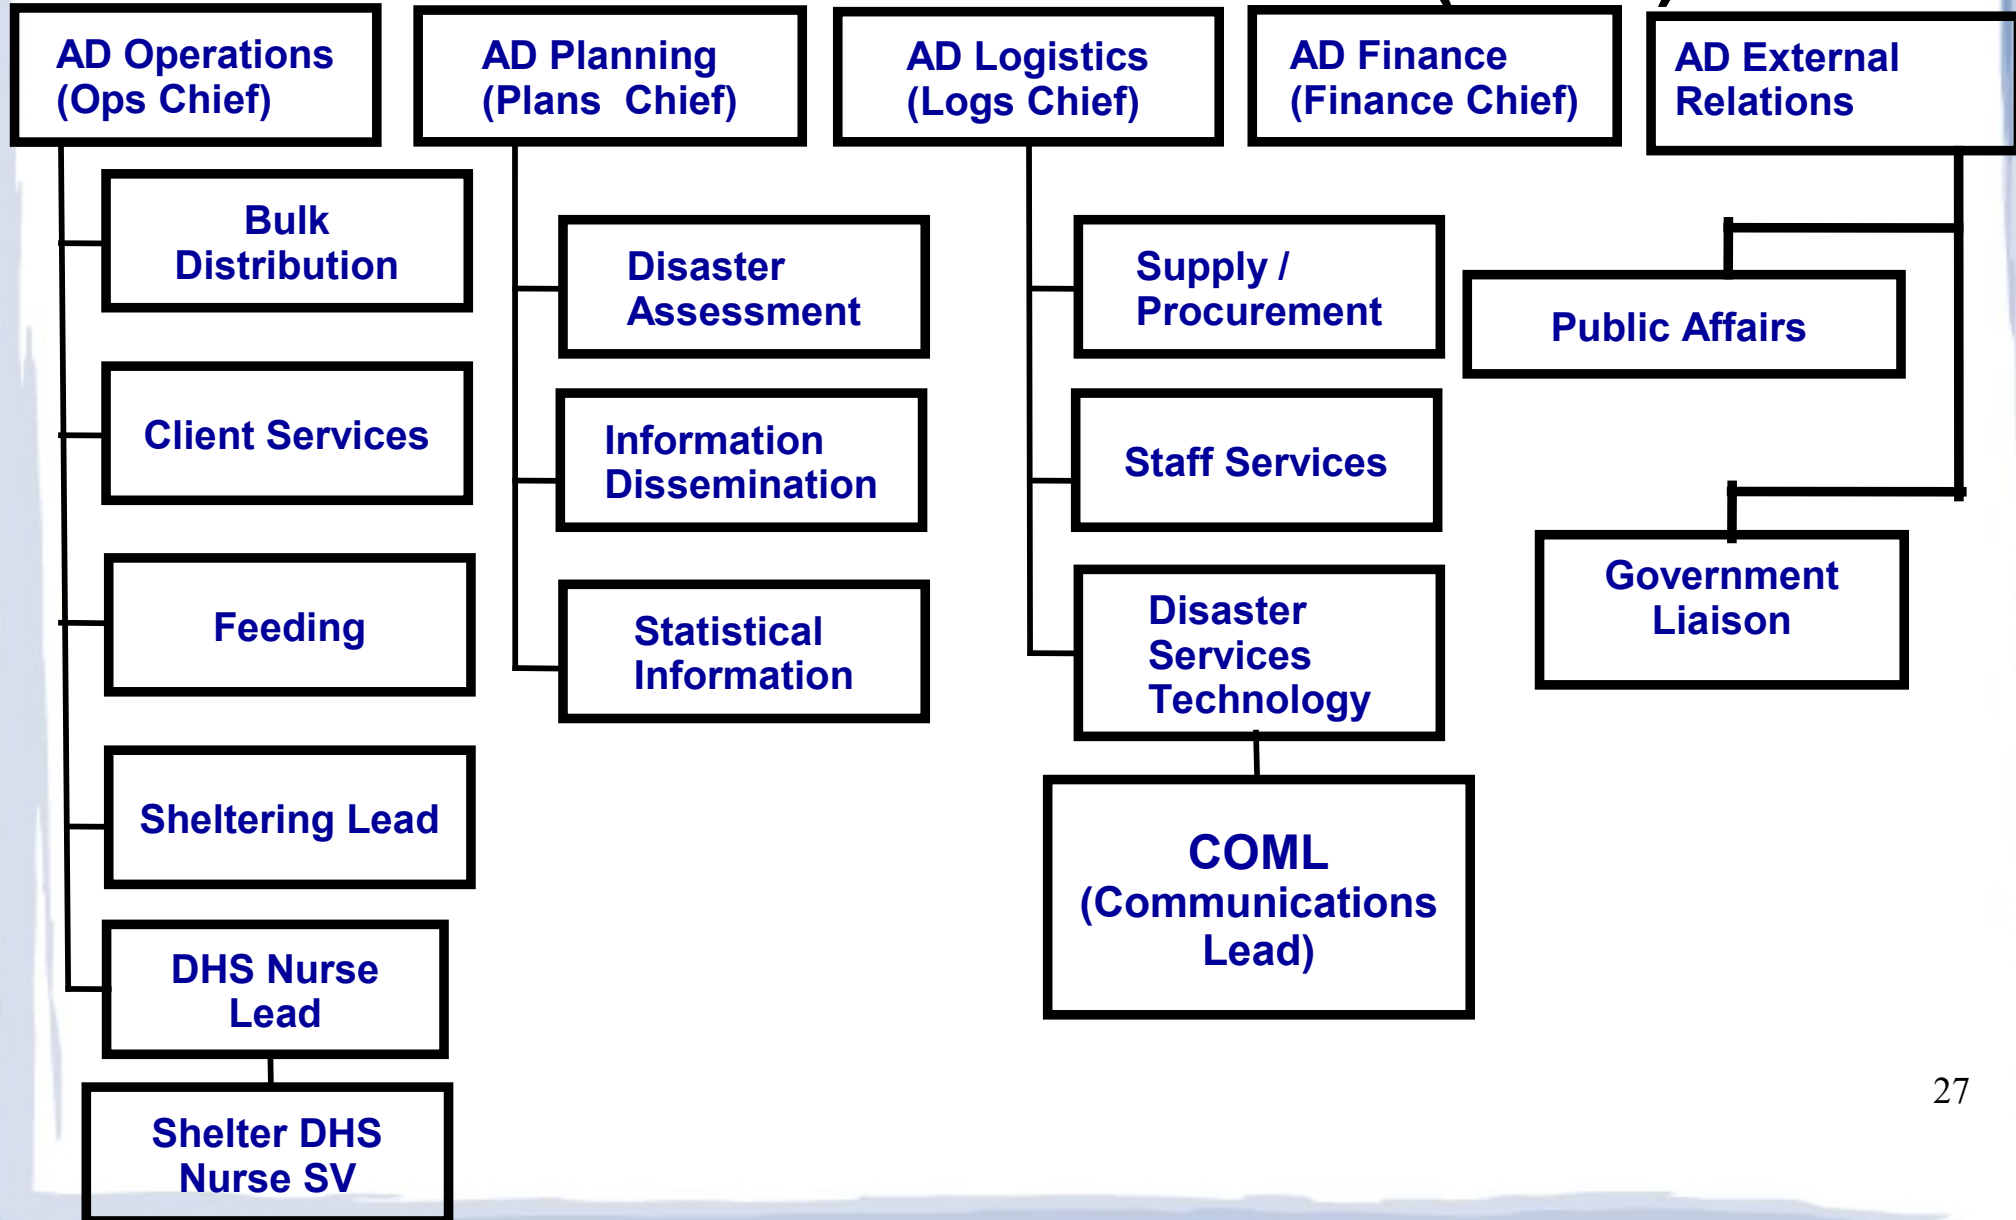 AD Operations
(Ops Chief)
AD Planning
(Plans Chief)
AD Logistics
(Logs Chief)
AD Finance
(Finance Chief)
AD External
Relations
Bulk
Distribution
Client Services
Feeding
Sheltering Lead
DHS Nurse
Lead
Shelter DHS
Nurse SV
Disaster
Assessment
Information
Dissemination
Statistical
Information
Supply /
Procurement
Staff Services
Disaster
Services
Technology
COML
(Communications
Lead)
Public Affairs
Government
Liaison
27